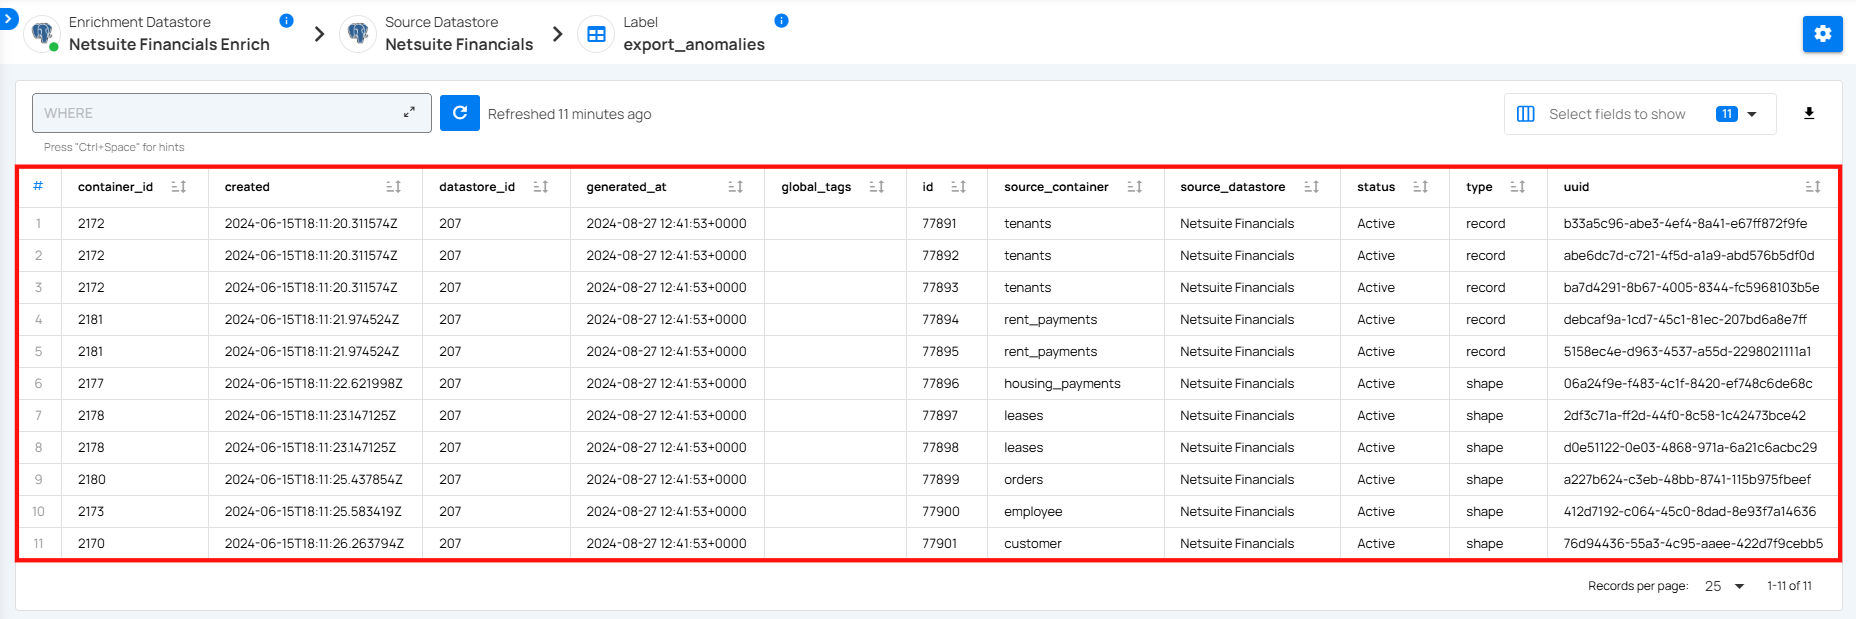 Enrichment Datastore
Netsuite Financials Enrich
Source Datastore
Netsuite Financials
Label
export_anomalies
WHERE
Refreshed 11 minutes ago
Select fields to show 11
Press "Ctrl+Space" for hints
# container_id created datastore_id generated_at global_tags id source_container source_datastore status type uuid
1 2172 2024-06-15T18:11:20.311574Z 207 2024-08-27 12:41:53+0000 77891 tenants Netsuite Financials Active record b33a5c96-abe3-4ef4-8a41-e67ff872f9fe
2 2172 2024-06-15T18:11:20.311574Z 207 2024-08-27 12:41:53+0000 77892 tenants Netsuite Financials Active record abe6dc7d-c721-4f5d-a1a9-abd576b5df0d
3 2172 2024-06-15T18:11:20.311574Z 207 2024-08-27 12:41:53+0000 77893 tenants Netsuite Financials Active record ba7d4291-8b67-4005-8344-fc5968103b5e
4 2181 2024-06-15T18:11:21.974524Z 207 2024-08-27 12:41:53+0000 77894 rent_payments Netsuite Financials Active record debcaf9a-1cd7-45c1-81ec-207bd6a8e7ff
5 2181 2024-06-15T18:11:21.974524Z 207 2024-08-27 12:41:53+0000 77895 rent_payments Netsuite Financials Active record 5158ec4e-d963-4537-a55d-2298021111a1
6 2177 2024-06-15T18:11:22.621998Z 207 2024-08-27 12:41:53+0000 77896 housing_payments Netsuite Financials Active shape 06a24f9e-f483-4c1f-8420-ef748c6de68c
7 2178 2024-06-15T18:11:23.147125Z 207 2024-08-27 12:41:53+0000 77897 leases Netsuite Financials Active shape 2df3c71a-ff2d-44f0-8c58-1c42473bce42
8 2178 2024-06-15T18:11:23.147125Z 207 2024-08-27 12:41:53+0000 77898 leases Netsuite Financials Active shape d0e51122-0e03-4868-971a-6a21c6acbc29
9 2180 2024-06-15T18:11:25.437854Z 207 2024-08-27 12:41:53+0000 77899 orders Netsuite Financials Active shape a227b624-c3eb-48bb-8741-115b975fbeef
10 2173 2024-06-15T18:11:25.583419Z 207 2024-08-27 12:41:53+0000 77900 employee Netsuite Financials Active shape 412d7192-c064-45c0-8dad-8e93f7a14636
11 2170 2024-06-15T18:11:26.263794Z 207 2024-08-27 12:41:53+0000 77901 customer Netsuite Financials Active shape 76d94436-55a3-4c95-aaee-422d7f9cebb5
Records per page: 25 1-11 of 11